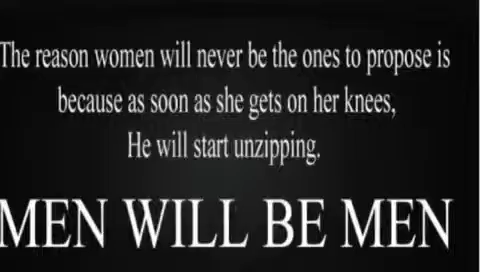 The reason women will never be the ones to propose is
because as soon as she gets on her knees,
He will start unzipping.
MEN WILL BE MEN